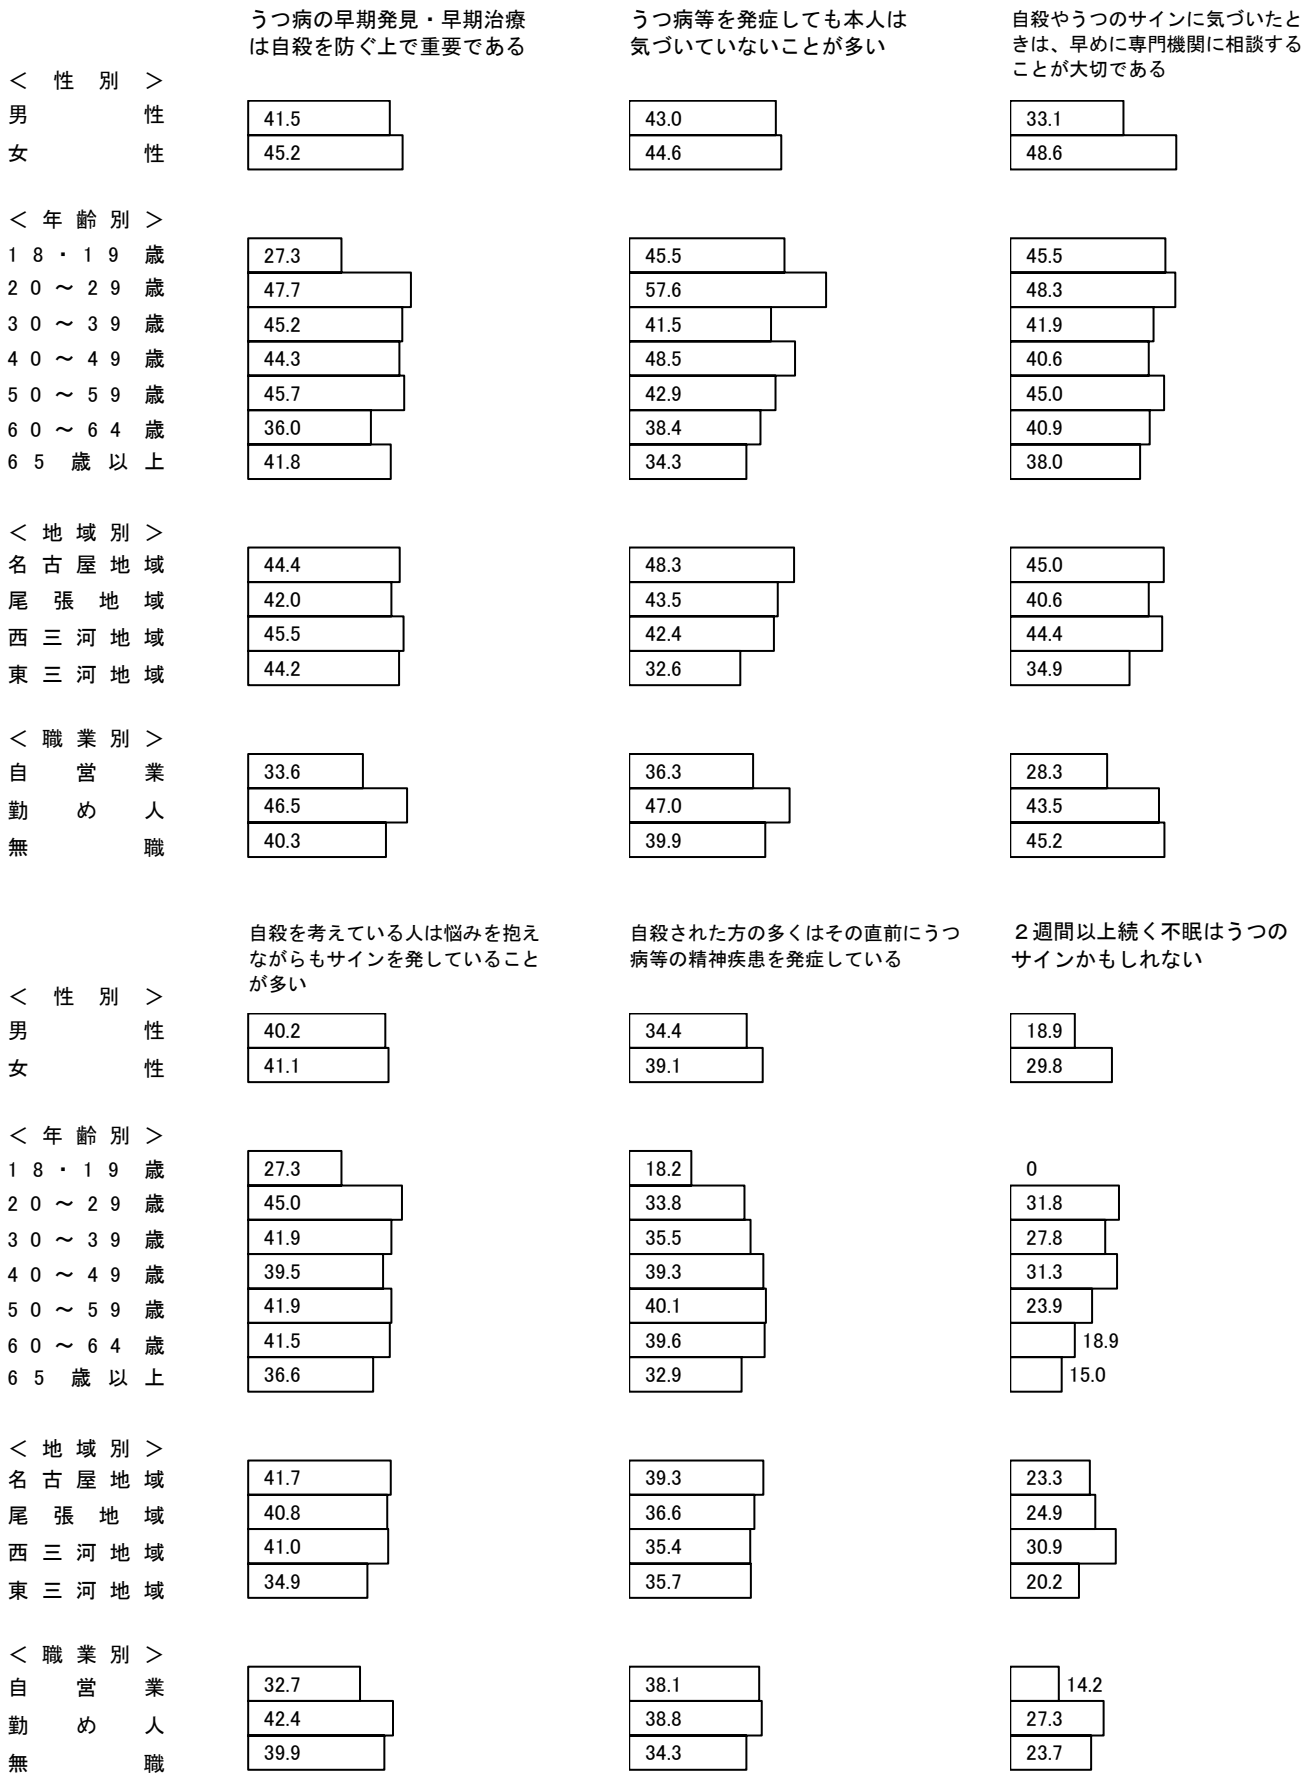 うつ病の早期発見・早期治療
は自殺を防ぐ上で重要である
うつ病等を発症しても本人は
気づいていないことが多い
自殺やうつのサインに気づいたと
きは、早めに専門機関に相談する
ことが大切である
＜性別＞
男性 41.5 43.0 33.1
女性 45.2 44.6 48.6
＜年齢別＞
18・19歳 27.3 45.5 45.5
20～29歳 47.7 57.6 48.3
30～39歳 45.2 41.5 41.9
40～49歳 44.3 48.5 40.6
50～59歳 45.7 42.9 45.0
60～64歳 36.0 38.4 40.9
65歳以上 41.8 34.3 38.0
＜地域別＞
名古屋地域 44.4 48.3 45.0
尾張地域 42.0 43.5 40.6
西三河地域 45.5 42.4 44.4
東三河地域 44.2 32.6 34.9
＜職業別＞
自営業 33.6 36.3 28.3
勤め人 46.5 47.0 43.5
無職 40.3 39.9 45.2
自殺を考えている人は悩みを抱え
ながらもサインを発していること
が多い
自殺された方の多くはその直前にうつ
病等の精神疾患を発症している
２週間以上続く不眠はうつの
サインかもしれない
＜性別＞
男性 40.2 34.4 18.9
女性 41.1 39.1 29.8
＜年齢別＞
18・19歳 27.3 18.2 0
20～29歳 45.0 33.8 31.8
30～39歳 41.9 35.5 27.8
40～49歳 39.5 39.3 31.3
50～59歳 41.9 40.1 23.9
60～64歳 41.5 39.6 18.9
65歳以上 36.6 32.9 15.0
＜地域別＞
名古屋地域 41.7 39.3 23.3
尾張地域 40.8 36.6 24.9
西三河地域 41.0 35.4 30.9
東三河地域 34.9 35.7 20.2
＜職業別＞
自営業 32.7 38.1 14.2
勤め人 42.4 38.8 27.3
無職 39.9 34.3 23.7